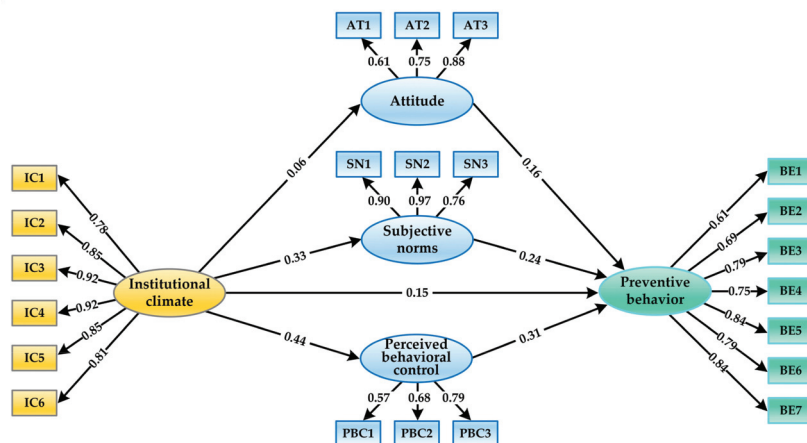 AT1 AT2 AT3
0.61 0.75 0.88
Attitude
0.06
0.16
SN1 SN2 SN3
0.90 0.97 0.76
Subjective
norms
0.33
0.24
IC1
IC2
IC3
IC4
IC5
IC6
0.78
0.85
0.92
0.92
0.85
0.81
Institutional
climate
0.15
Preventive
behavior
0.44
0.31
Perceived
behavioral
control
0.57 0.68 0.79
PBC1 PBC2 PBC3
0.61
0.69
0.79
0.75
0.84
0.79
0.84
BE1
BE2
BE3
BE4
BE5
BE6
BE7